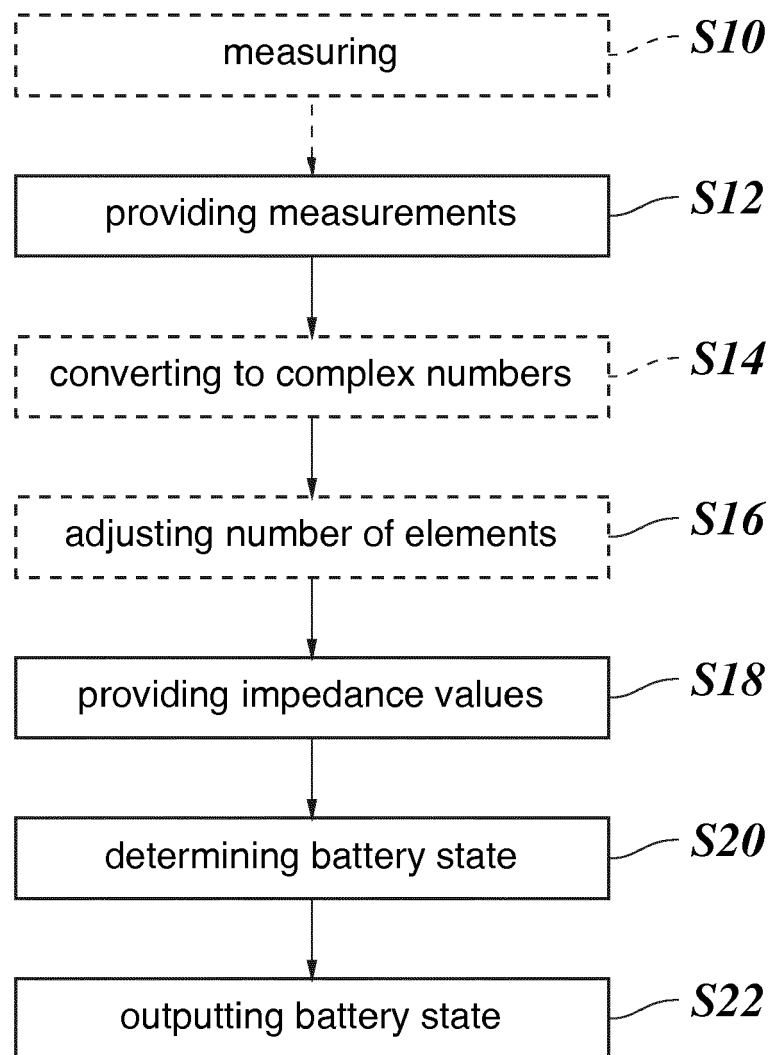 measuring S10
providing measurements S12
converting to complex numbers S14
adjusting number of elements S16
providing impedance values S18
determining battery state S20
outputting battery state S22